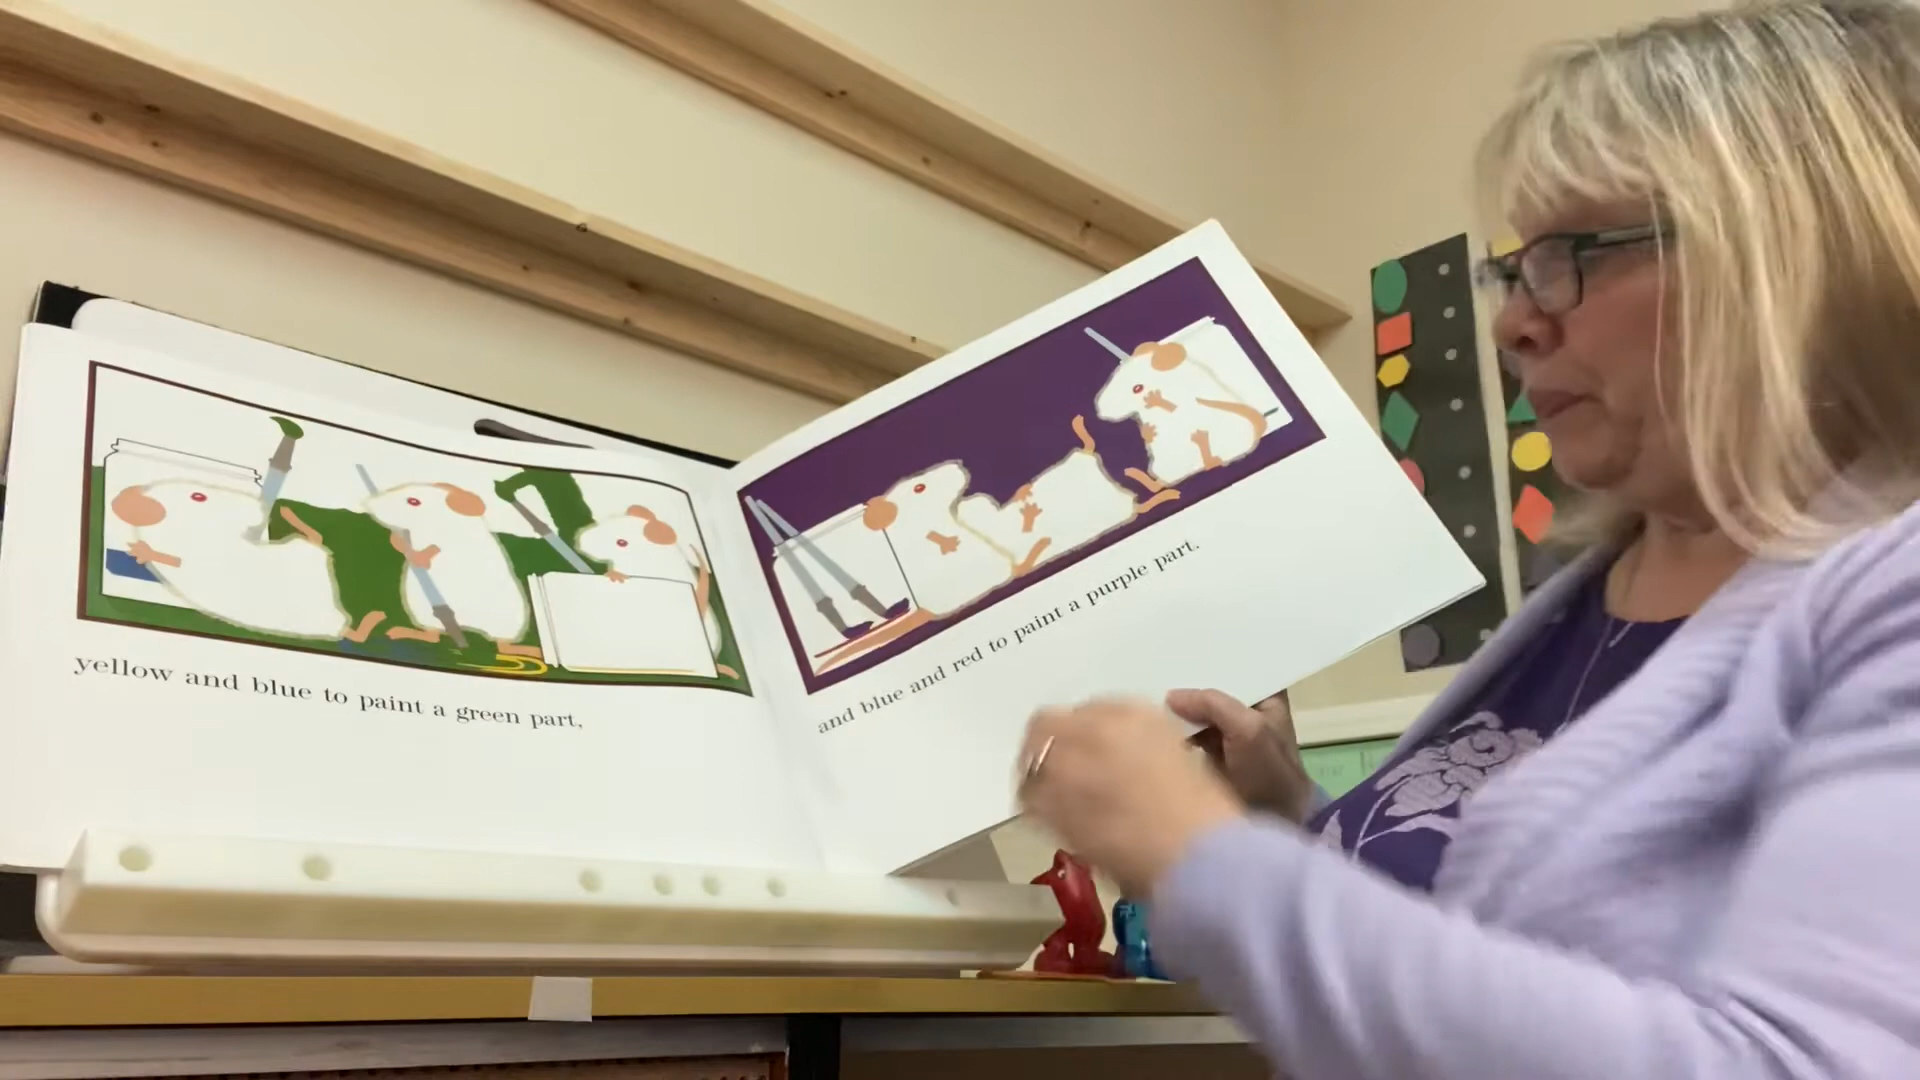 yellow and blue to paint a green part,
and blue and red to paint a purple part.